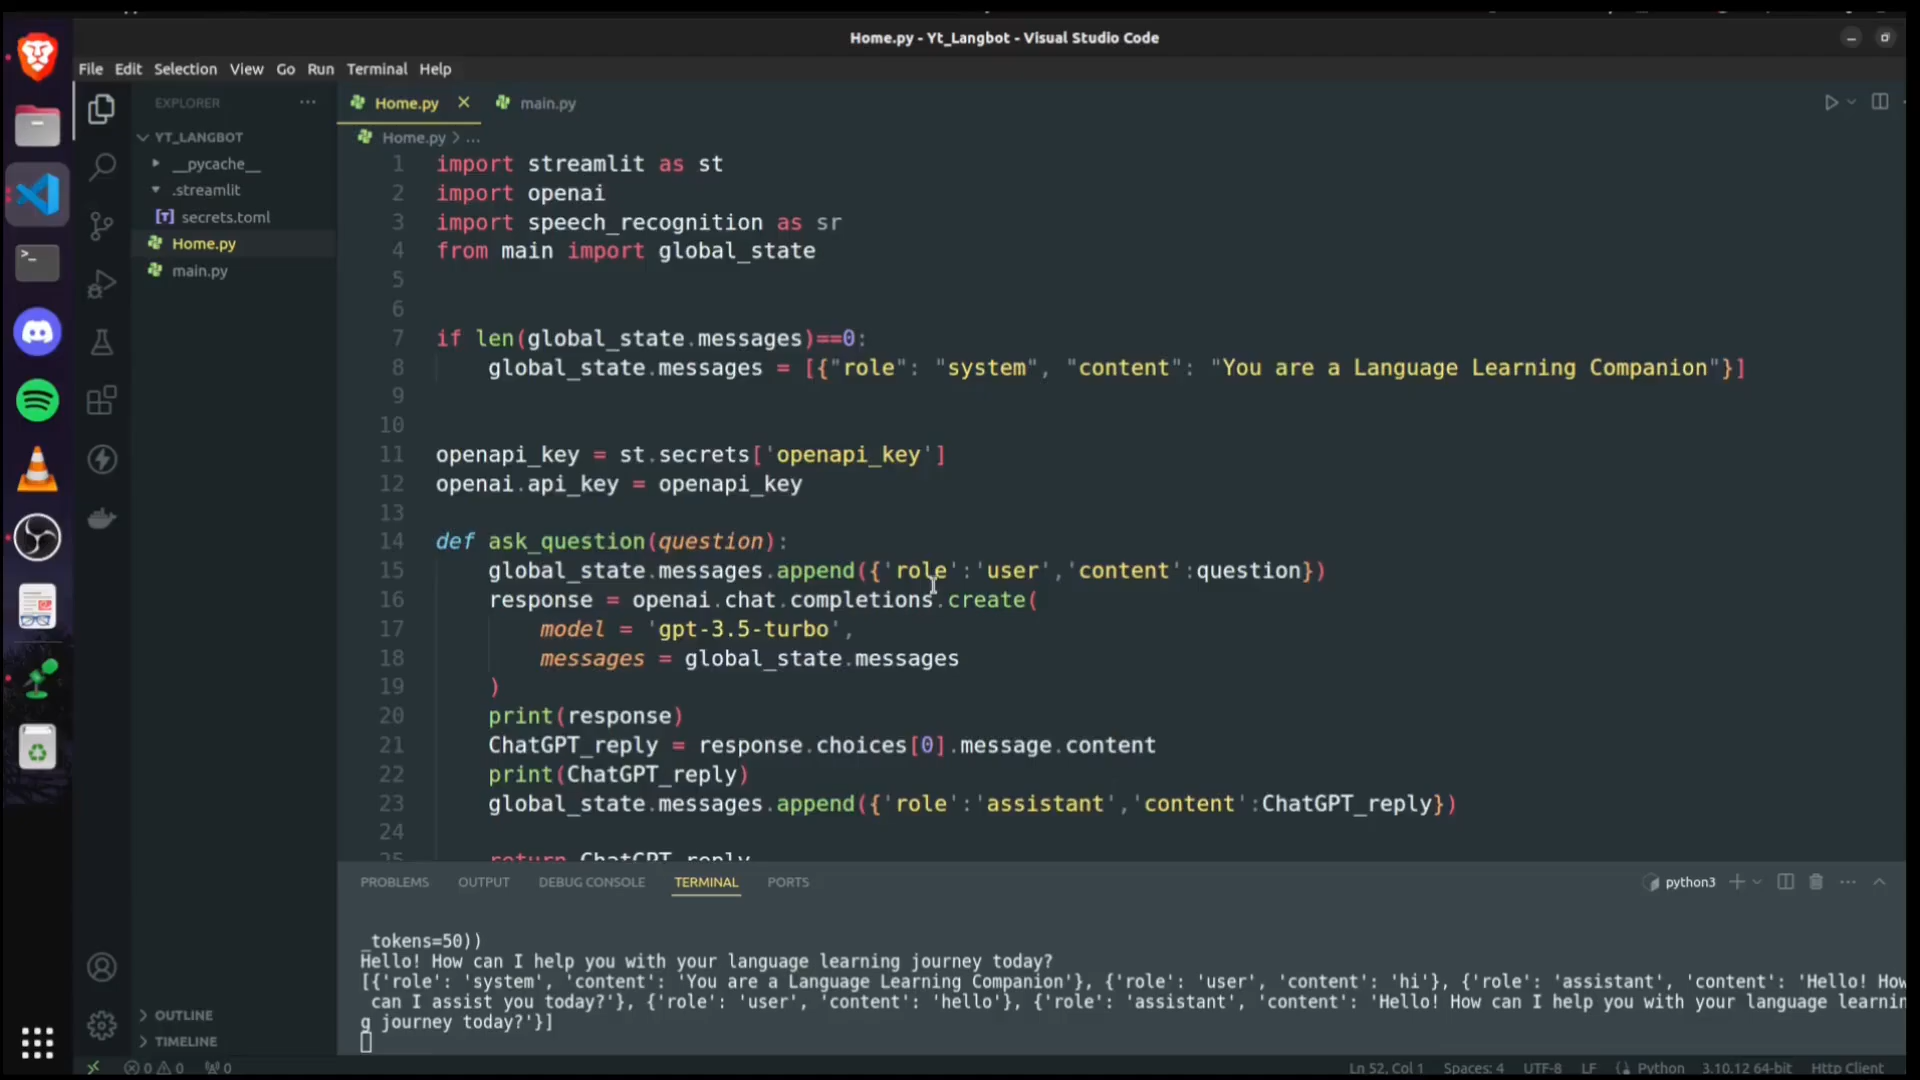 Home.py - Yt_Langbot - Visual Studio Code
File Edit Selection View Go Run Terminal Help
EXPLORER
YT_LANGBOT
__pycache__
.streamlit
secrets.toml
Home.py
main.py
OUTLINE
TIMELINE
Home.py main.py
Home.py > ...
1 import streamlit as st
2 import openai
3 import speech_recognition as sr
4 from main import global_state
5
6
7 if len(global_state.messages)==0:
8 global_state.messages = [{"role": "system", "content": "You are a Language Learning Companion"}]
9
10
11 openapi_key = st.secrets['openapi_key']
12 openai.api_key = openapi_key
13
14 def ask_question(question):
15 global_state.messages.append({'role':'user','content':question})
16 response = openai.chat.completions.create(
17 model = 'gpt-3.5-turbo',
18 messages = global_state.messages
19 )
20 print(response)
21 ChatGPT_reply = response.choices[0].message.content
22 print(ChatGPT_reply)
23 global_state.messages.append({'role':'assistant','content':ChatGPT_reply})
24
25 return ChatGPT_reply
PROBLEMS OUTPUT DEBUG CONSOLE TERMINAL PORTS
python3
_tokens=50))
Hello! How can I help you with your language learning journey today?
[{'role': 'system', 'content': 'You are a Language Learning Companion'}, {'role': 'user', 'content': 'hi'}, {'role': 'assistant', 'content': 'Hello! How
can I assist you today?'}, {'role': 'user', 'content': 'hello'}, {'role': 'assistant', 'content': 'Hello! How can I help you with your language learnin
g journey today?'}]
0 0 0
Ln 52, Col 1 Spaces: 4 UTF-8 LF Python 3.10.12 64-bit Http Client